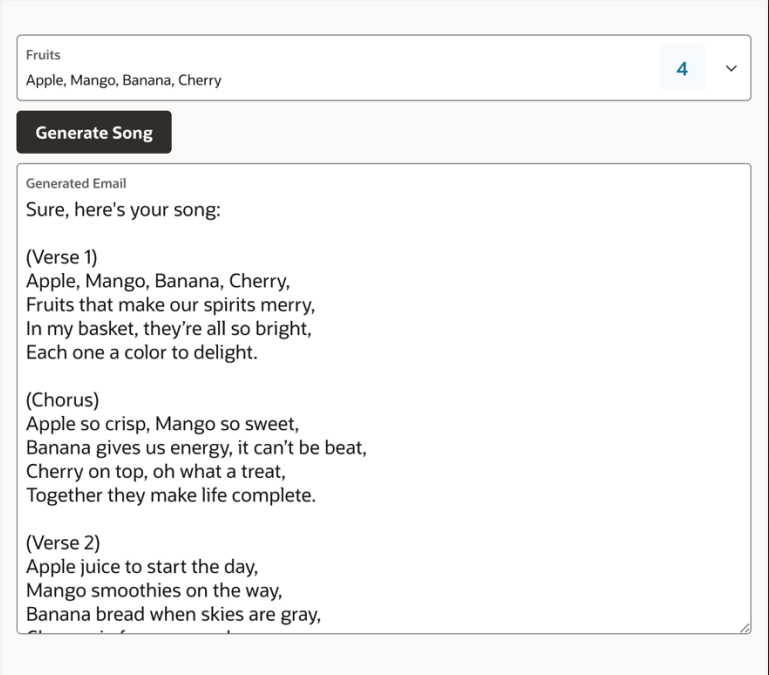 Fruits
Apple, Mango, Banana, Cherry
4
Generate Song
Generated Email
Sure, here's your song:
(Verse 1)
Apple, Mango, Banana, Cherry,
Fruits that make our spirits merry,
In my basket, they’re all so bright,
Each one a color to delight.
(Chorus)
Apple so crisp, Mango so sweet,
Banana gives us energy, it can’t be beat,
Cherry on top, oh what a treat,
Together they make life complete.
(Verse 2)
Apple juice to start the day,
Mango smoothies on the way,
Banana bread when skies are gray,